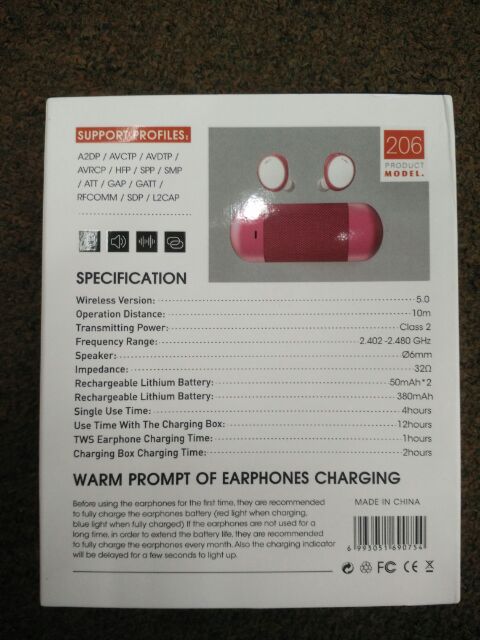 SUPPORT PROFILES:
A2DP / AVCTP / AVDTP /
AVRCP / HFP / SPP / SMP
/ ATT / GAP / GATT /
RFCOMM / SDP / L2CAP
206
PRODUCT
MODEL.
SPECIFICATION
Wireless Version: 5.0
Operation Distance: 10m
Transmitting Power: Class 2
Frequency Range: 2.402 -2.480 GHz
Speaker: Ø6mm
Impedance: 32Ω
Rechargeable Lithium Battery: 50mAh*2
Rechargeable Lithium Battery: 380mAh
Single Use Time: 4hours
Use Time With The Charging Box: 12hours
TWS Earphone Charging Time: 1hours
Charging Box Charging Time: 2hours
WARM PROMPT OF EARPHONES CHARGING
Before using the earphones for the first time, they are recommended
to fully charge the earphones battery (red light when charging,
blue light when fully charged) If the earphones are not used for a
long time, in order to extend the battery life, they are recommended
to fully charge the earphones every month. Also the charging indicator
will be delayed for a few seconds to light up.
MADE IN CHINA
6 993051 690754
FC CE